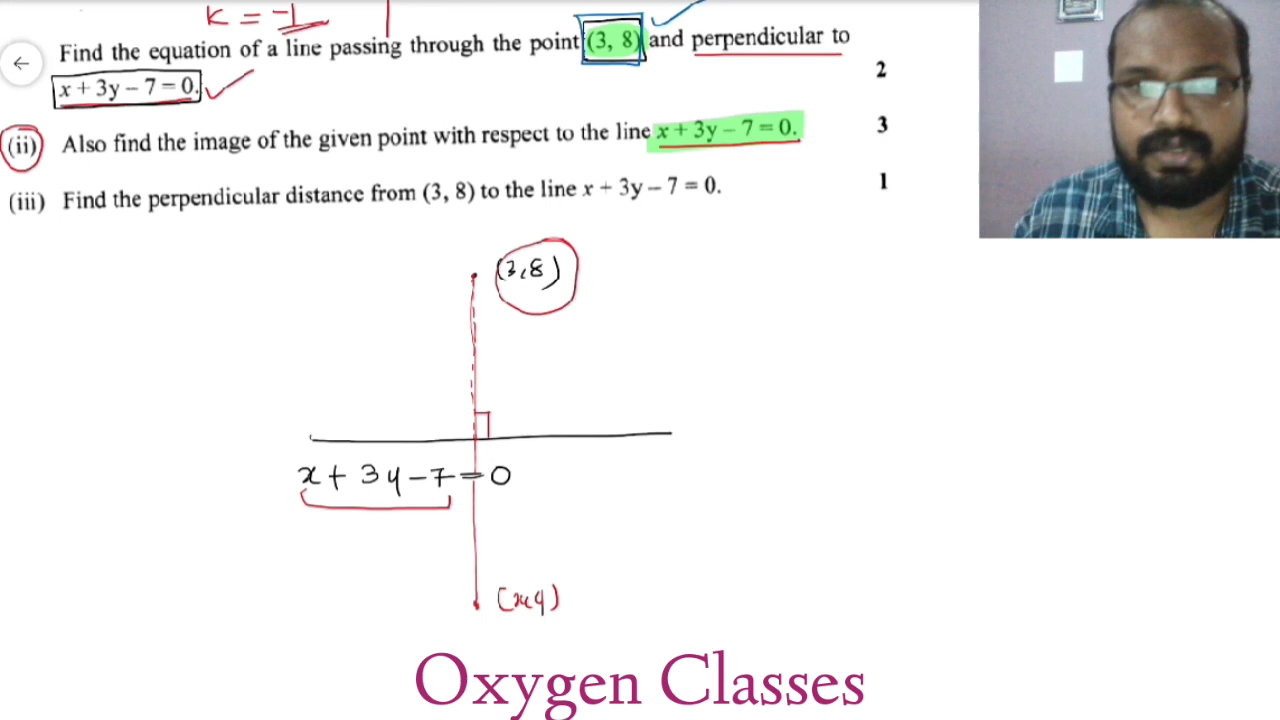 K = -1
Find the equation of a line passing through the point (3, 8) and perpendicular to
x + 3y – 7 = 0.
2
(ii) Also find the image of the given point with respect to the line x + 3y – 7 = 0.
3
(iii) Find the perpendicular distance from (3, 8) to the line x + 3y – 7 = 0.
1
(3,8)
x + 3y - 7 = 0
(x,y)
Oxygen Classes